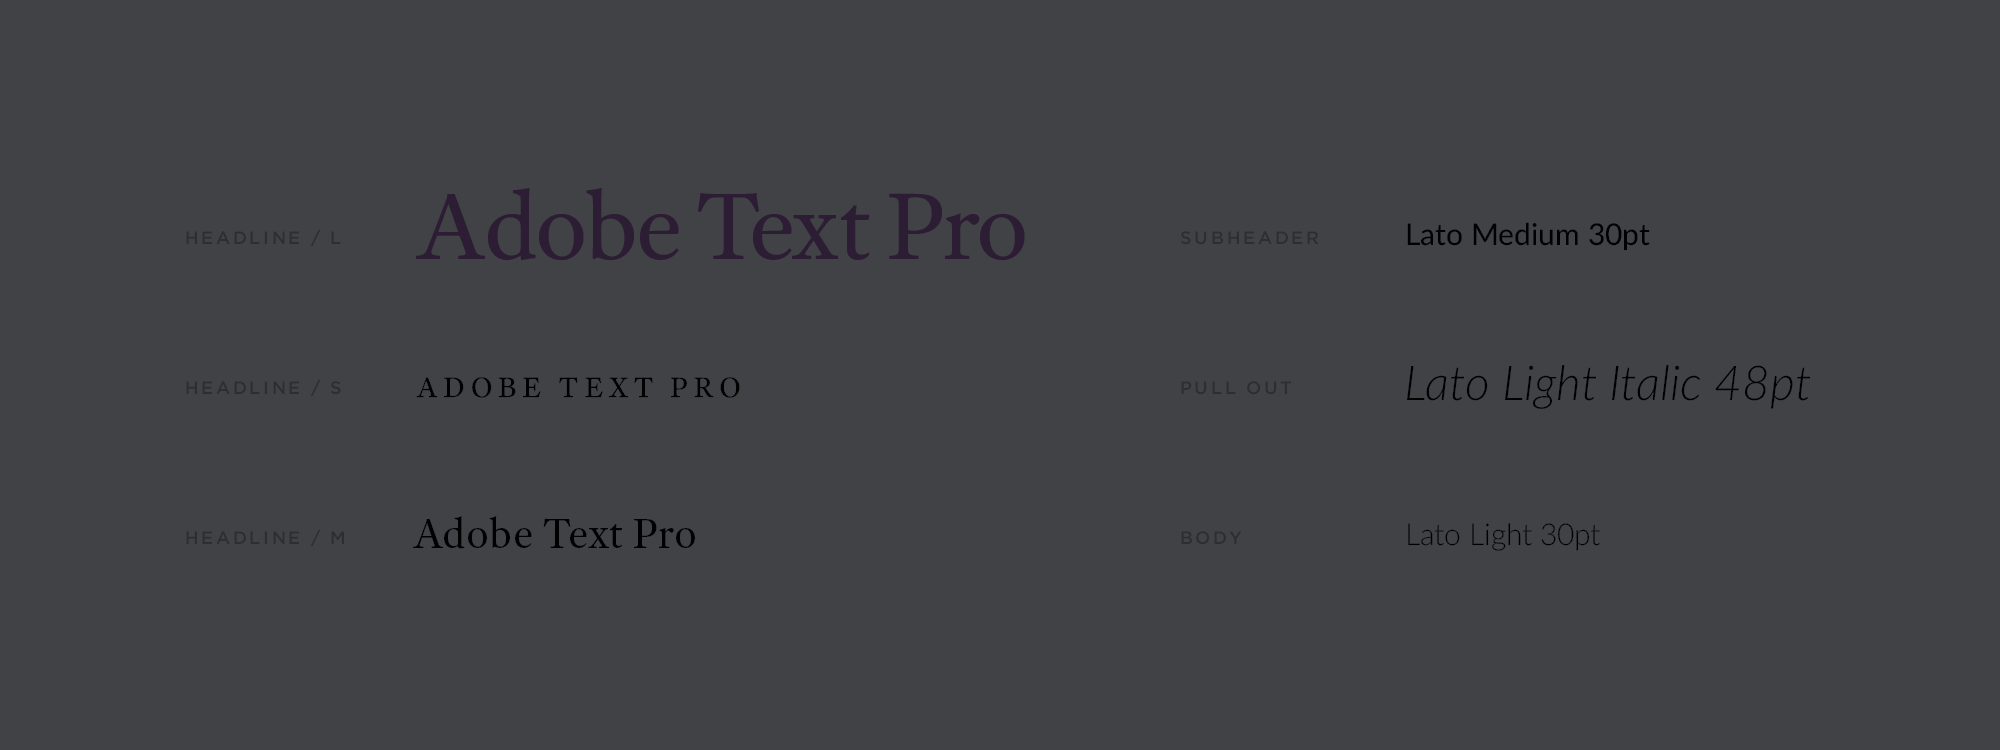 HEADLINE / L
Adobe Text Pro
HEADLINE / S
ADOBE TEXT PRO
HEADLINE / M
Adobe Text Pro
SUBHEADER
Lato Medium 30pt
PULL OUT
Lato Light Italic 48pt
BODY
Lato Light 30pt